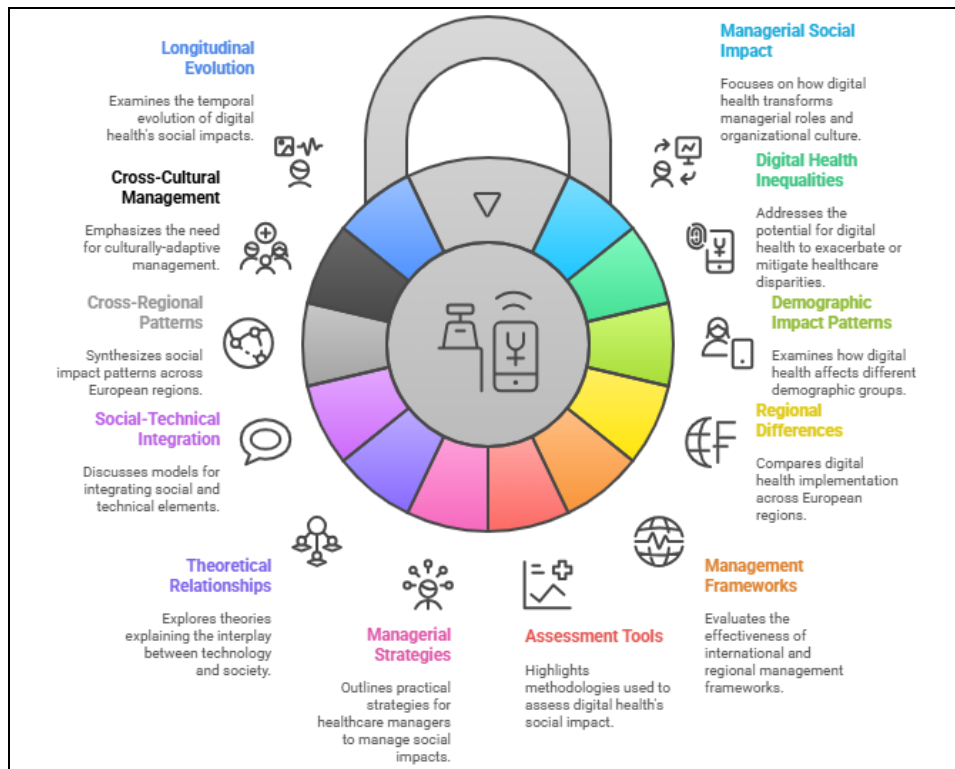 Longitudinal
Evolution
Examines the temporal
evolution of digital
health's social impacts.
Cross-Cultural
Management
Emphasizes the need
for culturally-adaptive
management.
Cross-Regional
Patterns
Synthesizes social
impact patterns across
European regions.
Social-Technical
Integration
Discusses models for
integrating social and
technical elements.
Theoretical
Relationships
Explores theories
explaining the interplay
between technology
and society.
Managerial
Strategies
Outlines practical
strategies for
healthcare managers
to manage social
impacts.
Assessment Tools
Highlights
methodologies used to
assess digital health's
social impact.
Managerial Social
Impact
Focuses on how digital
health transforms
managerial roles and
organizational culture.
Digital Health
Inequalities
Addresses the
potential for digital
health to exacerbate or
mitigate healthcare
disparities.
Demographic
Impact Patterns
Examines how digital
health affects different
demographic groups.
Regional
Differences
Compares digital
health implementation
across European
regions.
Management
Frameworks
Evaluates the
effectiveness of
international and
regional management
frameworks.